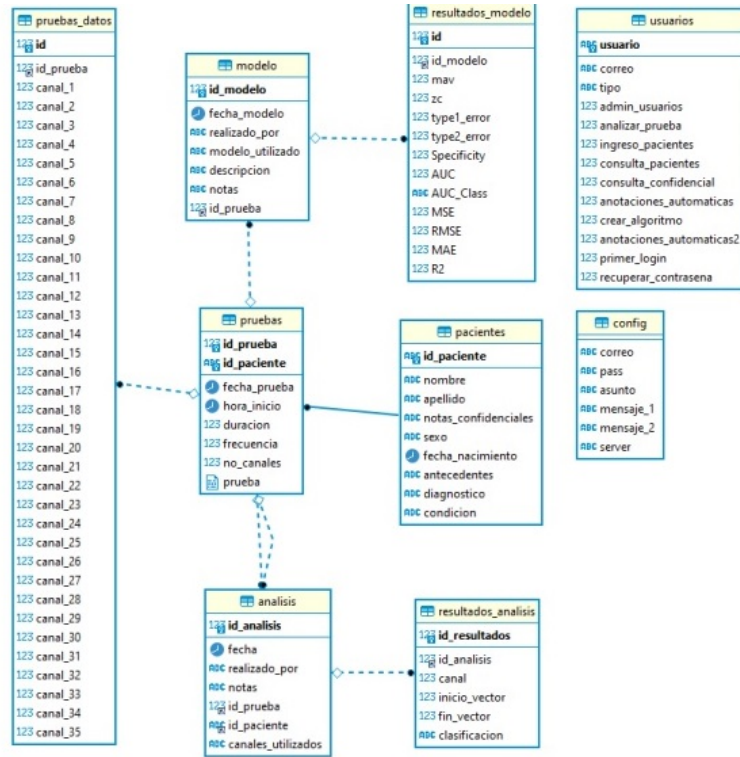 pruebas_datos
id
id_prueba
canal_1
canal_2
canal_3
canal_4
canal_5
canal_6
canal_7
canal_8
canal_9
canal_10
canal_11
canal_12
canal_13
canal_14
canal_15
canal_16
canal_17
canal_18
canal_19
canal_20
canal_21
canal_22
canal_23
canal_24
canal_25
canal_26
canal_27
canal_28
canal_29
canal_30
canal_31
canal_32
canal_33
canal_34
canal_35
modelo
id_modelo
fecha_modelo
realizado_por
modelo_utilizado
descripcion
notas
id_prueba
resultados_modelo
id
id_modelo
mav
zc
type1_error
type2_error
Specificity
AUC
AUC_Class
MSE
RMSE
MAE
R2
usuarios
usuario
correo
tipo
admin_usuarios
analizar_prueba
ingreso_pacientes
consulta_pacientes
consulta_confidencial
anotaciones_automaticas
crear_algoritmo
anotaciones_automaticas2
primer_login
recuperar_contrasena
pruebas
id_prueba
id_paciente
fecha_prueba
hora_inicio
duracion
frecuencia
no_canales
prueba
pacientes
id_paciente
nombre
apellido
notas_confidenciales
sexo
fecha_nacimiento
antecedentes
diagnostico
condicion
config
correo
pass
asunto
mensaje_1
mensaje_2
server
analisis
id_analisis
fecha
realizado_por
notas
id_prueba
id_paciente
canales_utilizados
resultados_analisis
id_resultados
id_analisis
canal
inicio_vector
fin_vector
clasificacion